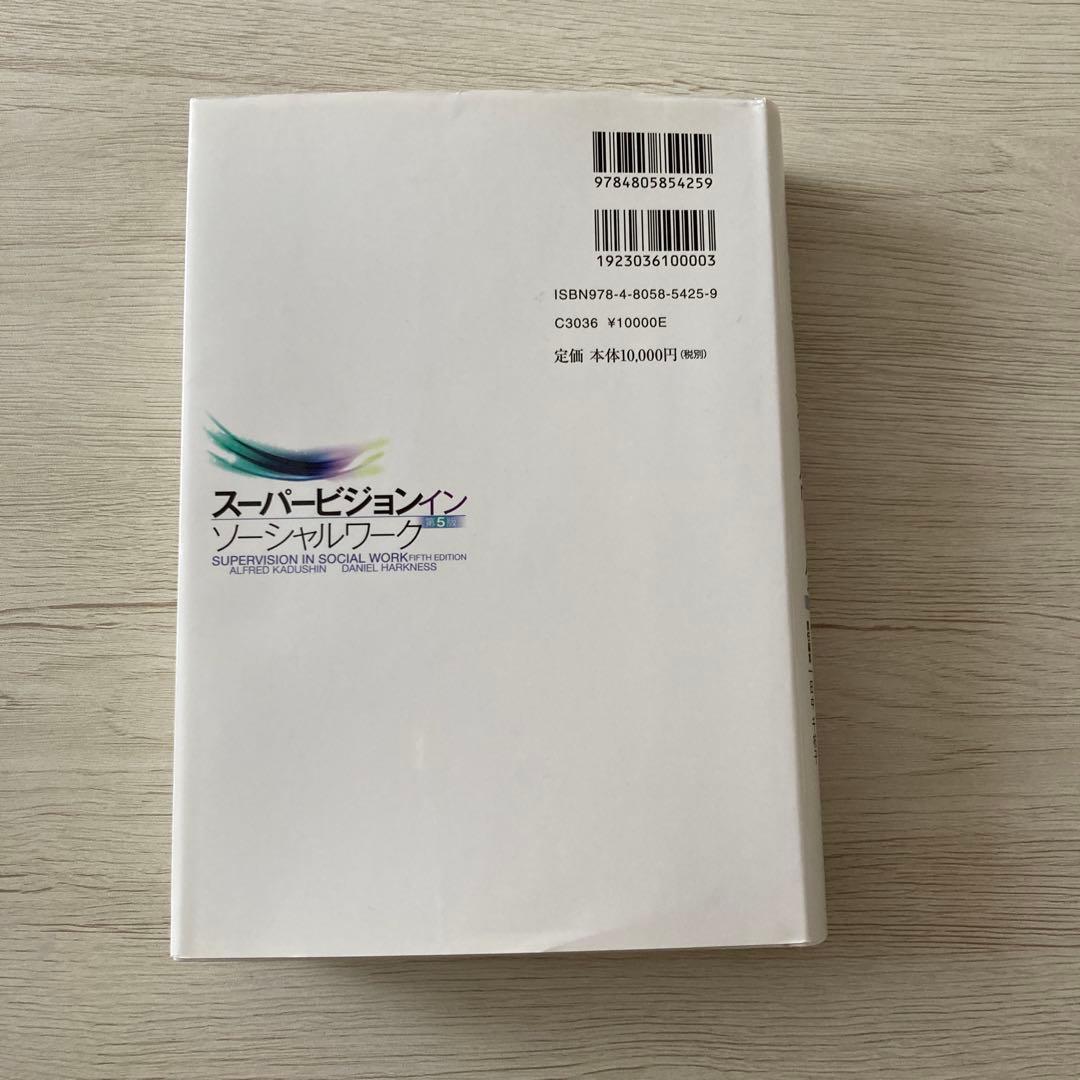 9784805854259
1923036100003
ISBN978-4-8058-5425-9
C3036 ¥10000E
定価 本体10,000円(税別)
スーパービジョンイン
ソーシャルワーク 第5版
SUPERVISION IN SOCIAL WORK FIFTH EDITION
ALFRED KADUSHIN DANIEL HARKNESS